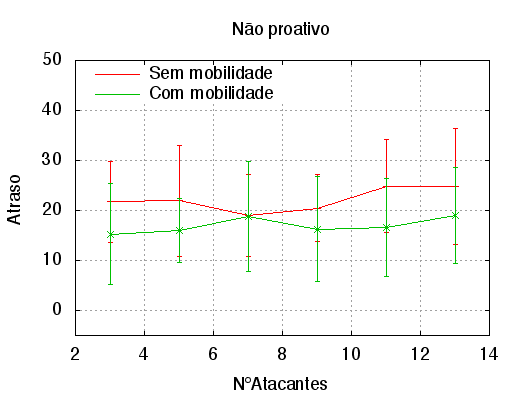 Não proativo
50
40
30
20
10
0
Atraso
Sem mobilidade
Com mobilidade
2 4 6 8 10 12 14
N°Atacantes